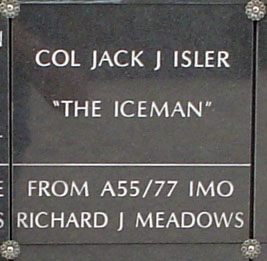 COL JACK J ISLER
"THE ICEMAN"
FROM A55/77 IMO
RICHARD J MEADOWS